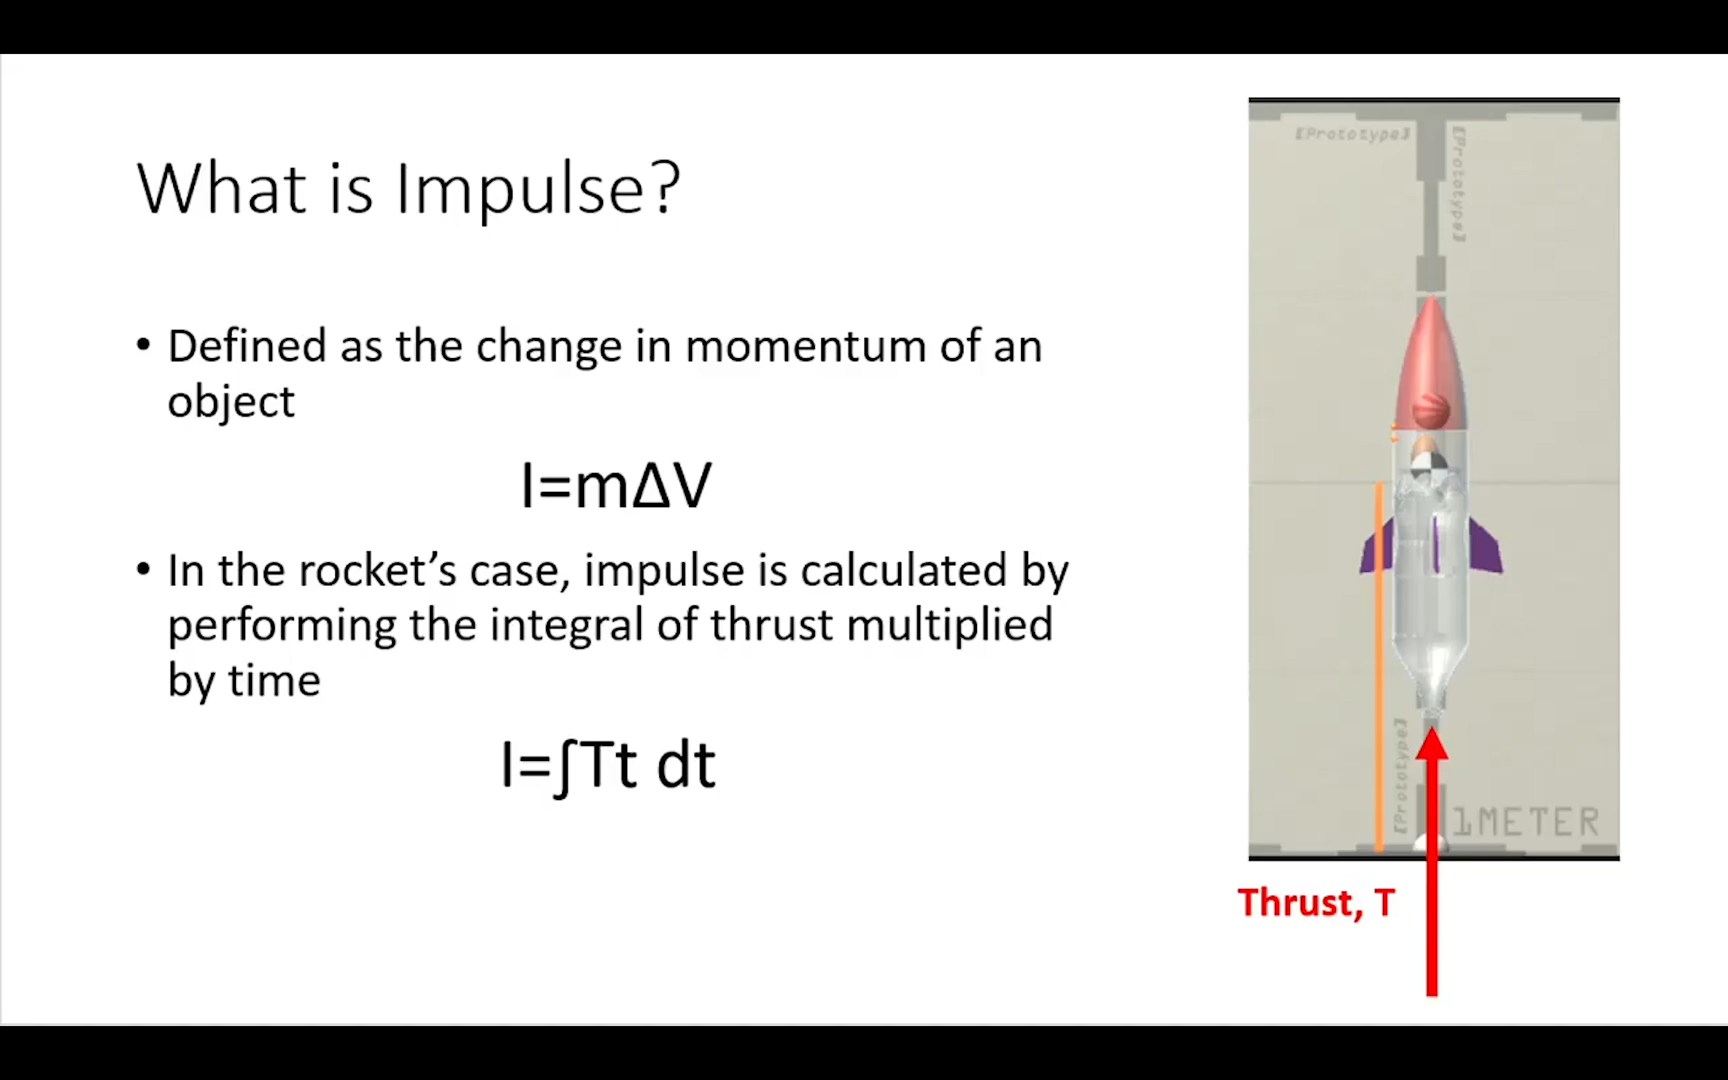 What is Impulse?
• Defined as the change in momentum of an
object
I=mΔV
• In the rocket’s case, impulse is calculated by
performing the integral of thrust multiplied
by time
I=∫Tt dt
[Prototype]
[Prototype]
[Prototype]
1METER
Thrust, T